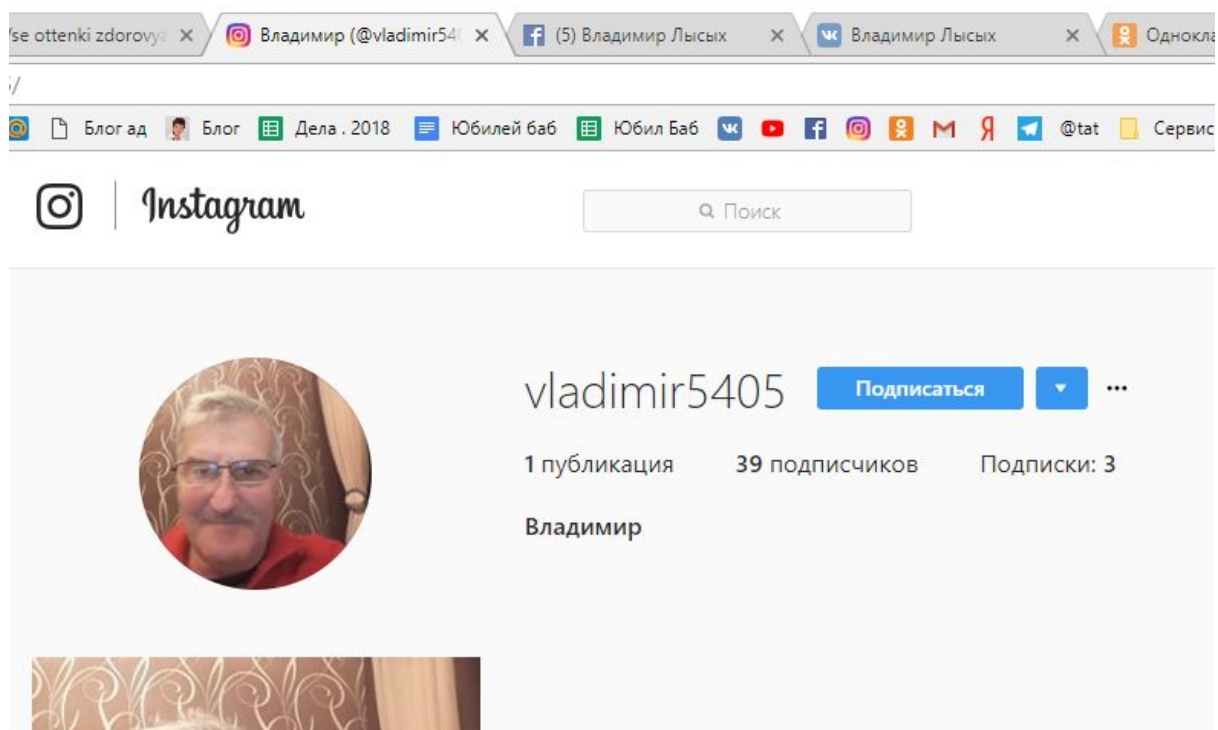 se ottenki zdorovy Владимир (@vladimir54 (5) Владимир Лысых Владимир Лысых Однокла
/
Блог ад Блог Дела . 2018 Юбилей баб Юбил Баб M Я @tat Сервис
Instagram Поиск
vladimir5405 Подписаться
1 публикация 39 подписчиков Подписки: 3
Владимир